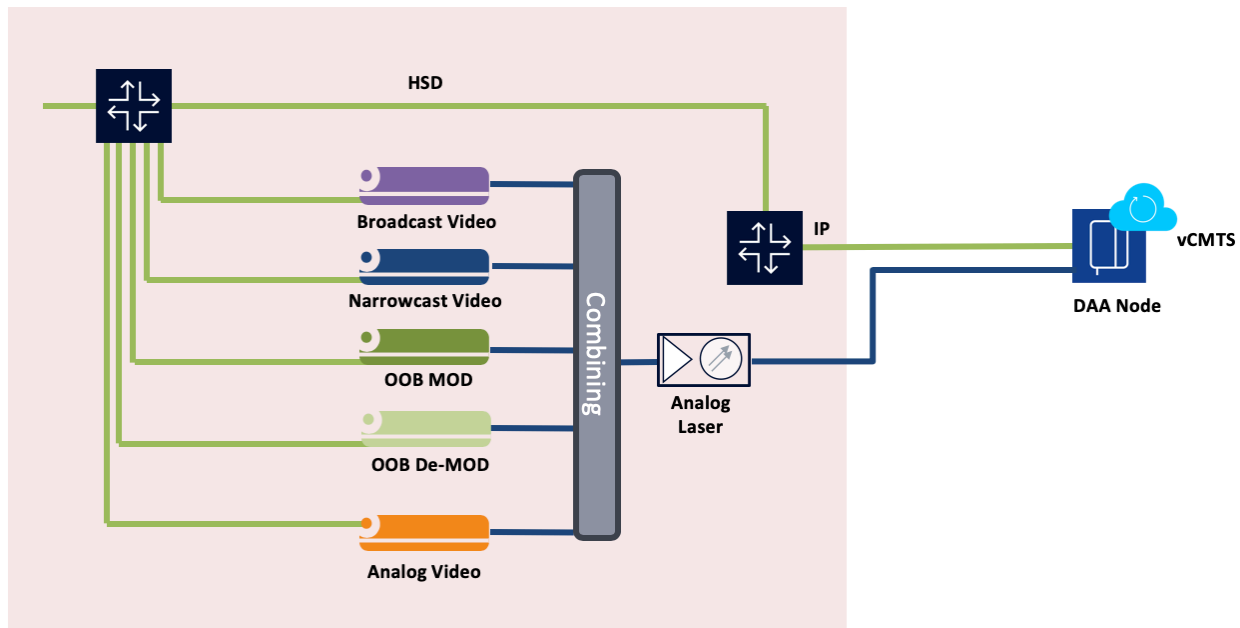 HSD
Broadcast Video
Narrowcast Video
OOB MOD
OOB De-MOD
Analog Video
Combining
Analog
Laser
IP
vCMTS
DAA Node